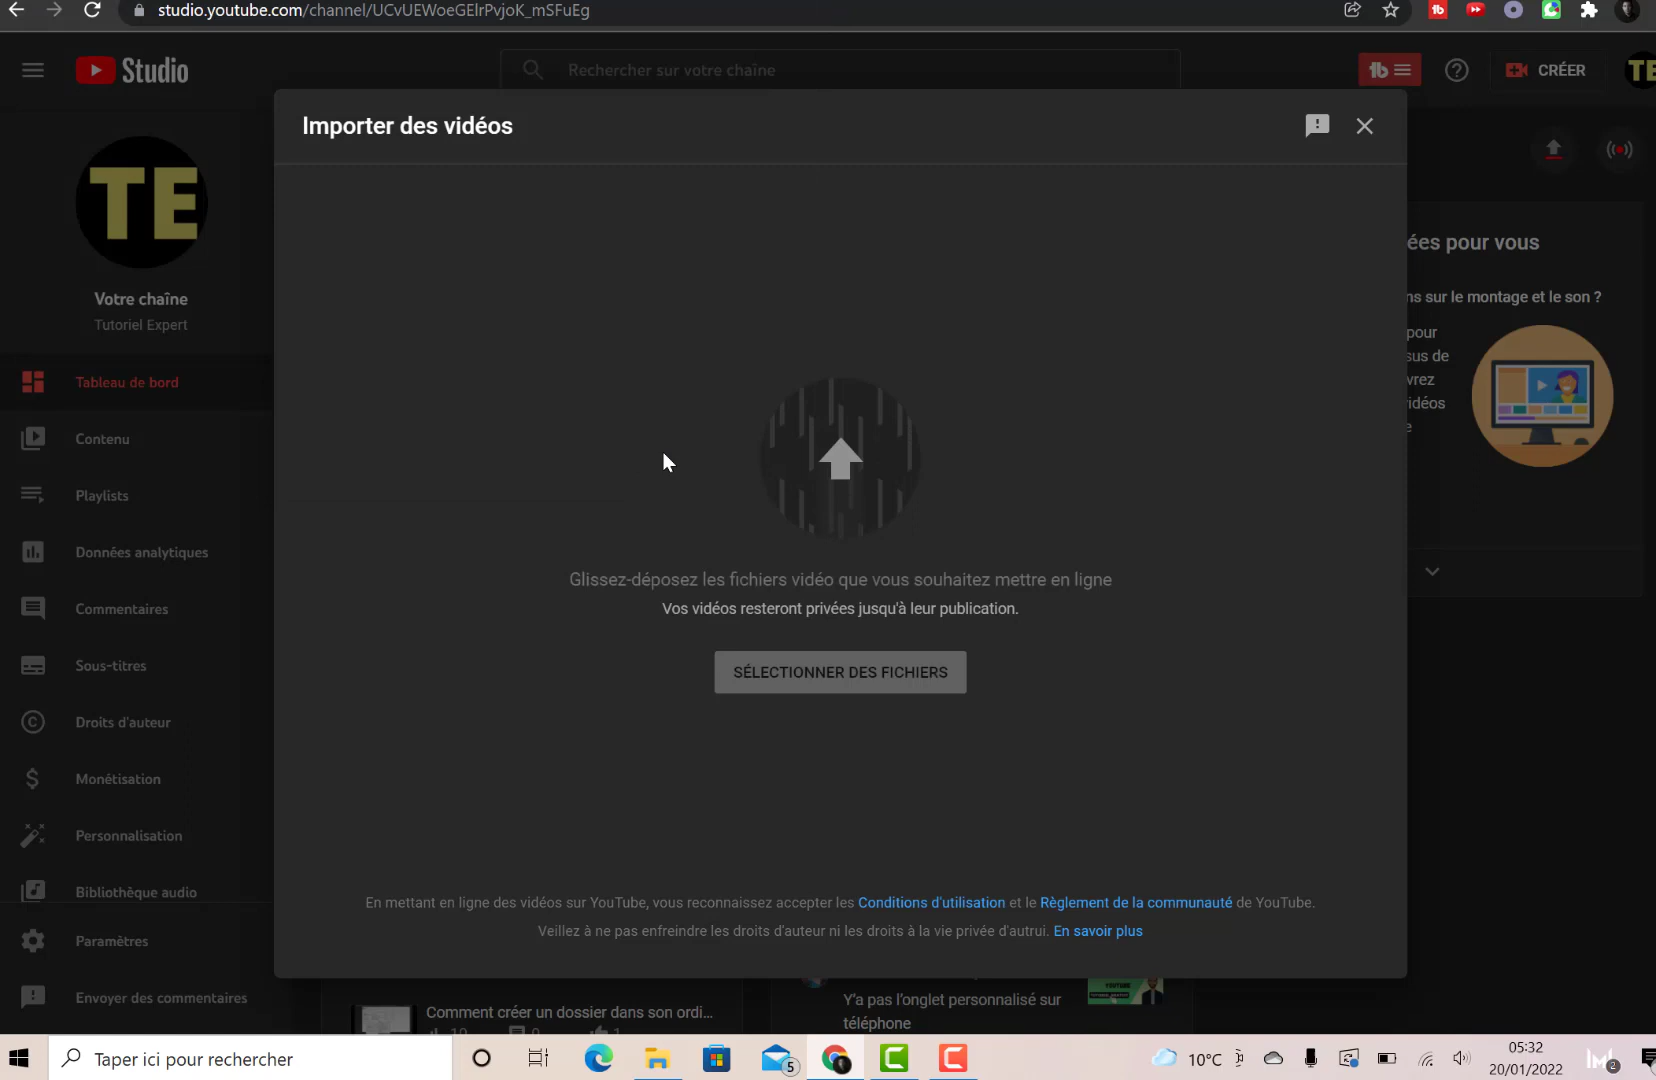 studio.youtube.com/channel/UCvUEWoeGElrPvjoK_mSFuEg
Studio
Rechercher sur votre chaîne
CRÉER
TE
Importer des vidéos
TE
Votre chaîne
Tutoriel Expert
Tableau de bord
Contenu
Playlists
Données analytiques
Commentaires
Sous-titres
Droits d'auteur
Monétisation
Personnalisation
Bibliothèque audio
Paramètres
Envoyer des commentaires
ées pour vous
ns sur le montage et le son ?
pour
sus de
vrez
idéos
e
Glissez-déposez les fichiers vidéo que vous souhaitez mettre en ligne
Vos vidéos resteront privées jusqu'à leur publication.
SÉLECTIONNER DES FICHIERS
En mettant en ligne des vidéos sur YouTube, vous reconnaissez accepter les Conditions d'utilisation et le Règlement de la communauté de YouTube.
Veillez à ne pas enfreindre les droits d'auteur ni les droits à la vie privée d'autrui. En savoir plus
Comment créer un dossier dans son ordi...
10 0 1
Y'a pas l'onglet personnalisé sur
téléphone
YOUTUBE
Taper ici pour rechercher
5
10°C
05:32
20/01/2022
2